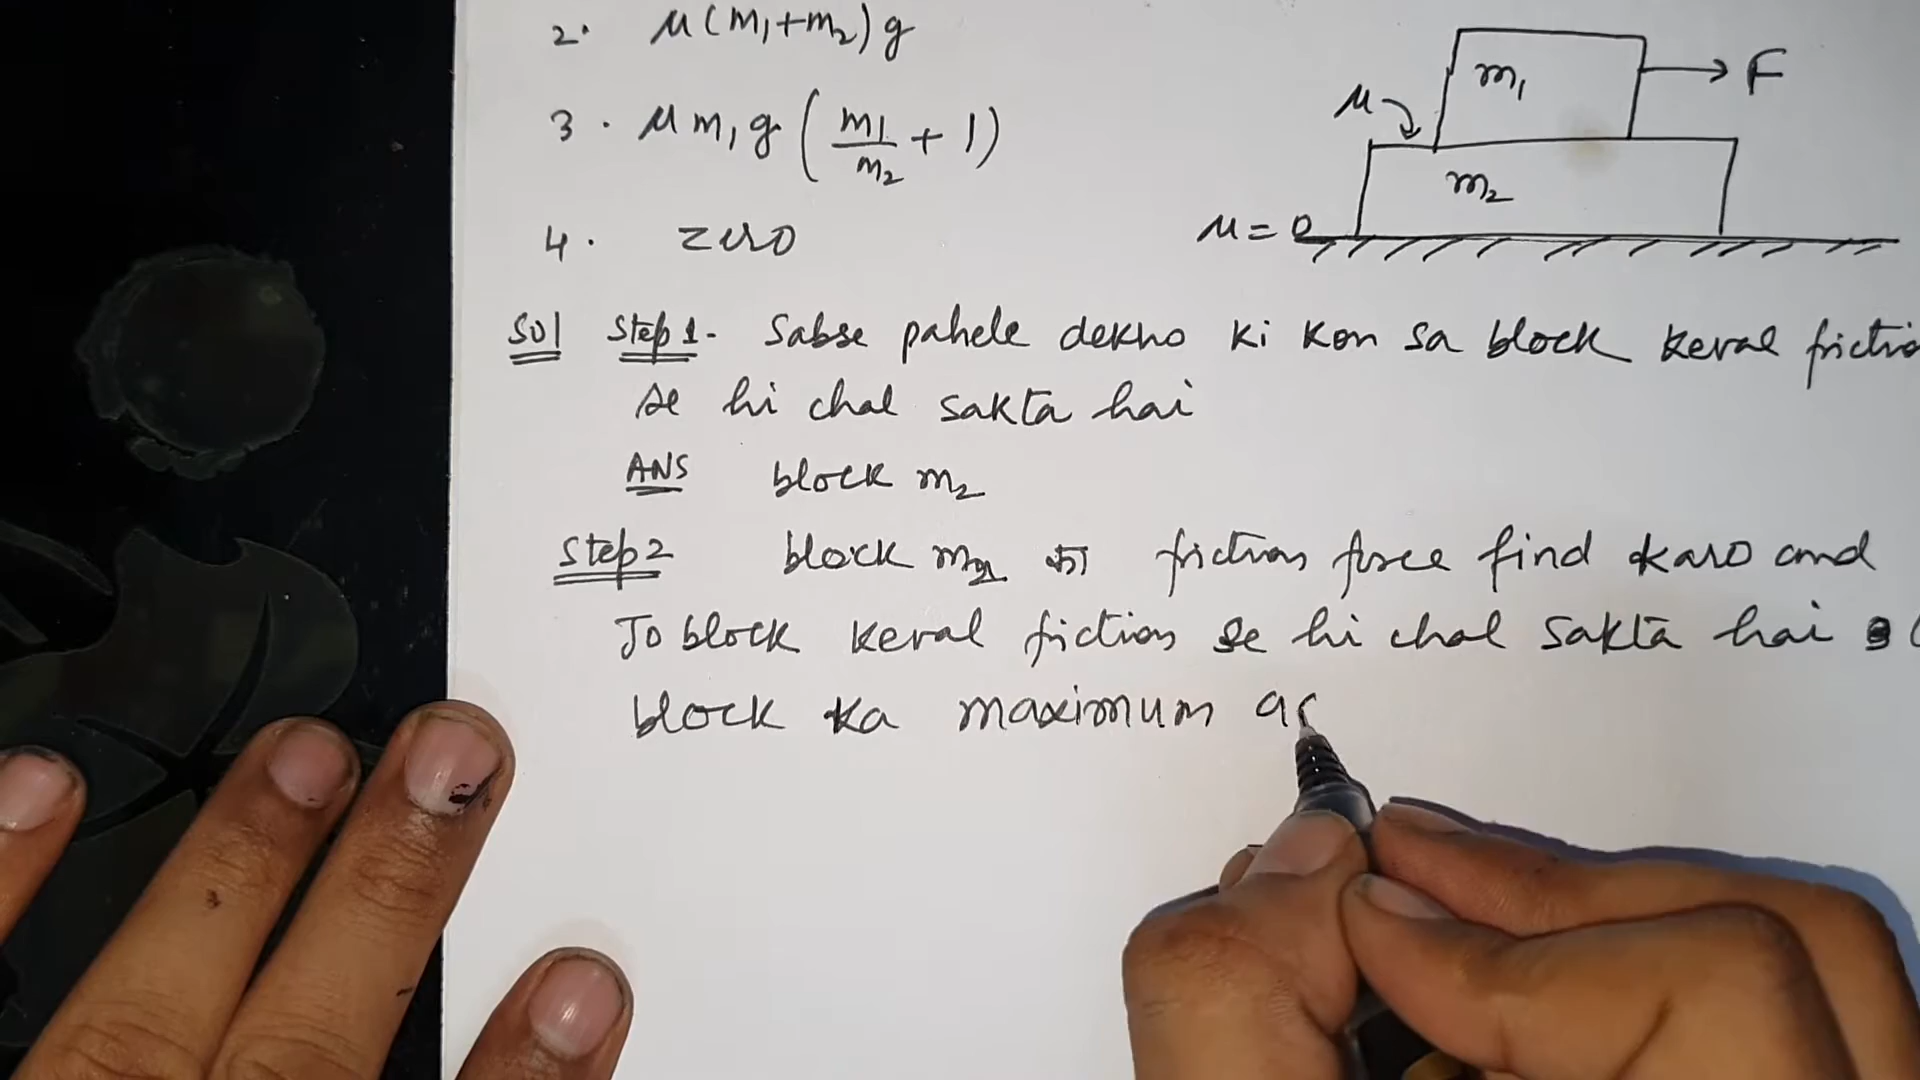 2. μ(m₁+m₂)g
3. μm₁g(m₁/m₂ + 1)
4. zero
m₁
F
μ
m₂
μ=0
Sol Step 1- Sabse pahele dekho ki kon sa block keval frictio
se hi chal sakta hai
ANS block m₂
Step2 block m₂ का friction force find karo and
Jo block keval friction se hi chal sakta hai
block ka maximum ac